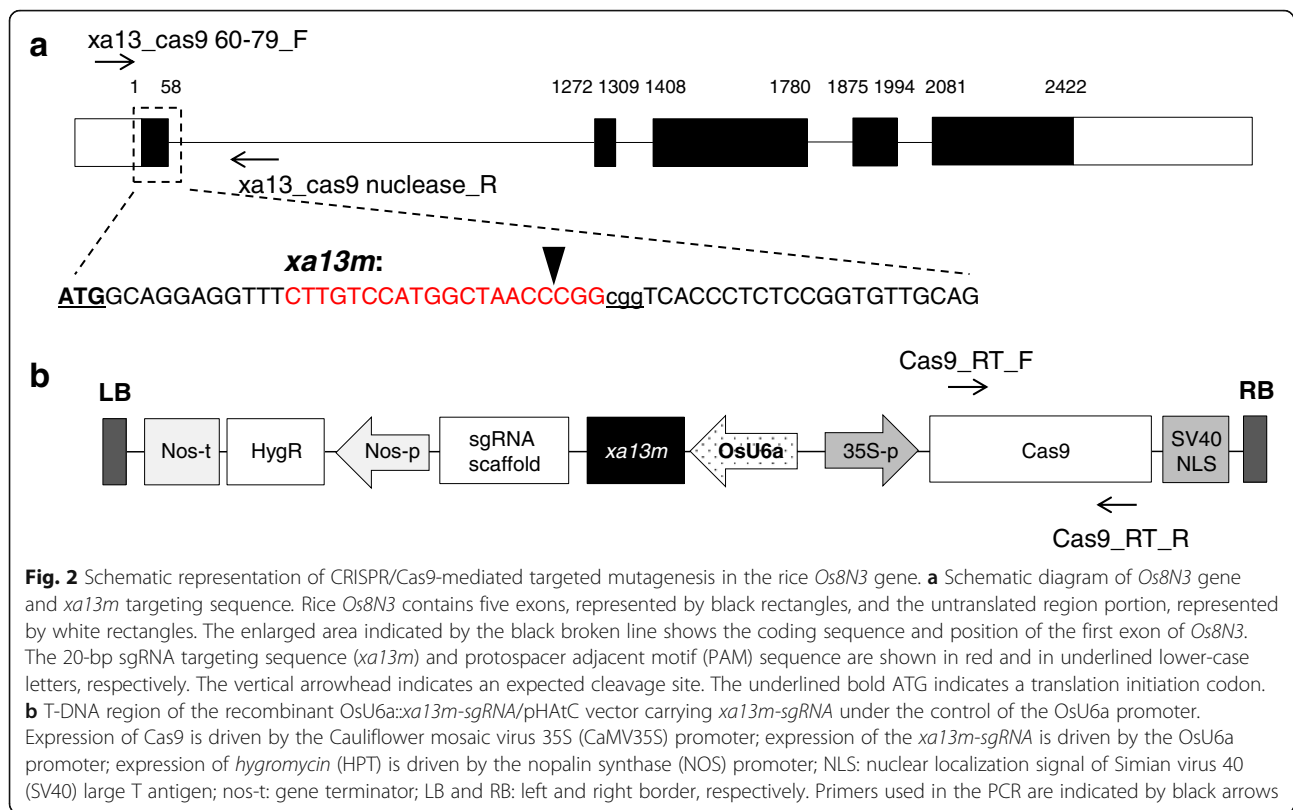 a
xa13_cas9 60-79_F
1 58 1272 1309 1408 1780 1875 1994 2081 2422
xa13_cas9 nuclease_R
xa13m:
ATGGCAGGAGGTTTCTTGTCCATGGCTAACCCGGcggTCACCCTCTCCGGTGTTGCAG
b
Cas9_RT_F
LB RB
Nos-t HygR Nos-p sgRNA scaffold xa13m OsU6a 35S-p Cas9 SV40 NLS
Cas9_RT_R
Fig. 2 Schematic representation of CRISPR/Cas9-mediated targeted mutagenesis in the rice Os8N3 gene. a Schematic diagram of Os8N3 gene
and xa13m targeting sequence. Rice Os8N3 contains five exons, represented by black rectangles, and the untranslated region portion, represented
by white rectangles. The enlarged area indicated by the black broken line shows the coding sequence and position of the first exon of Os8N3.
The 20-bp sgRNA targeting sequence (xa13m) and protospacer adjacent motif (PAM) sequence are shown in red and in underlined lower-case
letters, respectively. The vertical arrowhead indicates an expected cleavage site. The underlined bold ATG indicates a translation initiation codon.
b T-DNA region of the recombinant OsU6a::xa13m-sgRNA/pHAtC vector carrying xa13m-sgRNA under the control of the OsU6a promoter.
Expression of Cas9 is driven by the Cauliflower mosaic virus 35S (CaMV35S) promoter; expression of the xa13m-sgRNA is driven by the OsU6a
promoter; expression of hygromycin (HPT) is driven by the nopalin synthase (NOS) promoter; NLS: nuclear localization signal of Simian virus 40
(SV40) large T antigen; nos-t: gene terminator; LB and RB: left and right border, respectively. Primers used in the PCR are indicated by black arrows